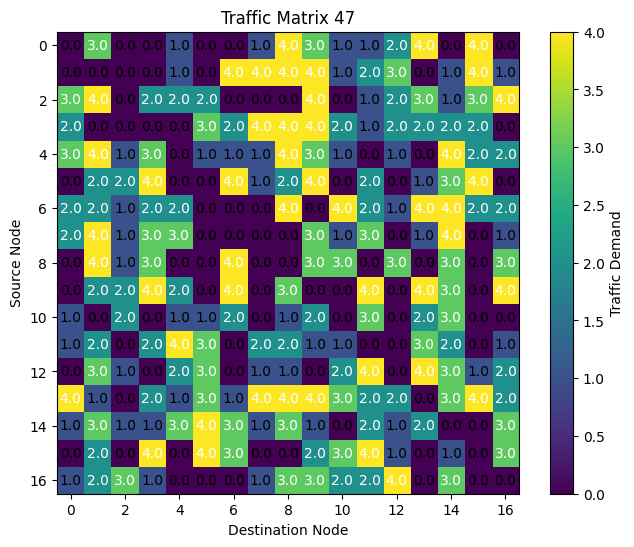 Traffic Matrix 47
0 0.0 3.0 0.0 0.0 1.0 0.0 0.0 1.0 4.0 3.0 1.0 1.0 2.0 4.0 0.0 4.0 0.0
0.0 0.0 0.0 0.0 1.0 0.0 4.0 4.0 4.0 4.0 1.0 2.0 3.0 0.0 1.0 4.0 1.0
2 3.0 4.0 0.0 2.0 2.0 2.0 0.0 0.0 0.0 4.0 0.0 1.0 2.0 3.0 1.0 3.0 4.0
2.0 0.0 0.0 0.0 0.0 3.0 2.0 4.0 4.0 4.0 2.0 1.0 2.0 2.0 2.0 2.0 0.0
4 3.0 4.0 1.0 3.0 0.0 1.0 1.0 1.0 4.0 3.0 1.0 0.0 1.0 0.0 4.0 2.0 2.0
0.0 2.0 2.0 4.0 0.0 0.0 4.0 1.0 2.0 4.0 0.0 2.0 0.0 1.0 3.0 4.0 0.0
6 2.0 2.0 1.0 2.0 2.0 0.0 0.0 0.0 4.0 0.0 4.0 2.0 1.0 4.0 4.0 2.0 2.0
2.0 4.0 1.0 3.0 3.0 0.0 0.0 0.0 0.0 3.0 1.0 3.0 0.0 1.0 4.0 0.0 1.0
8 0.0 4.0 1.0 3.0 0.0 0.0 4.0 0.0 0.0 3.0 3.0 0.0 3.0 0.0 3.0 0.0 3.0
0.0 2.0 2.0 4.0 2.0 0.0 4.0 0.0 3.0 0.0 0.0 4.0 0.0 4.0 3.0 0.0 4.0
10 1.0 0.0 2.0 0.0 1.0 1.0 2.0 0.0 1.0 2.0 0.0 3.0 0.0 2.0 3.0 0.0 0.0
1.0 2.0 0.0 2.0 4.0 3.0 0.0 2.0 2.0 1.0 1.0 0.0 0.0 3.0 2.0 0.0 1.0
12 0.0 3.0 1.0 0.0 2.0 3.0 0.0 1.0 1.0 0.0 2.0 4.0 0.0 4.0 3.0 1.0 2.0
4.0 1.0 0.0 2.0 1.0 3.0 1.0 4.0 4.0 4.0 3.0 2.0 2.0 0.0 3.0 4.0 2.0
14 1.0 3.0 1.0 1.0 3.0 4.0 3.0 1.0 3.0 1.0 0.0 2.0 1.0 2.0 0.0 0.0 3.0
0.0 2.0 0.0 4.0 0.0 4.0 3.0 0.0 0.0 2.0 3.0 4.0 1.0 0.0 1.0 0.0 3.0
16 1.0 2.0 3.0 1.0 0.0 0.0 0.0 1.0 3.0 3.0 2.0 2.0 4.0 0.0 3.0 0.0 0.0
0 2 4 6 8 10 12 14 16
Destination Node
Source Node
4.0
3.5
3.0
2.5
2.0
1.5
1.0
0.5
0.0
Traffic Demand